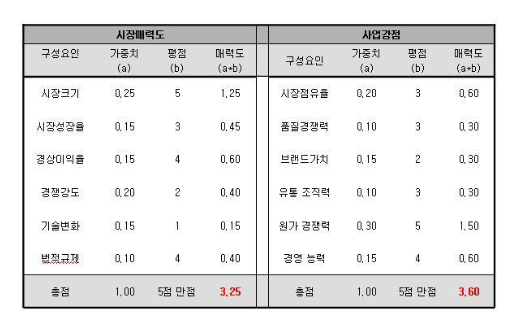 시장매력도 사업강점
구성요인 가중치 (a) 평점 (b) 매력도 (a*b) 구성요인 가중치 (a) 평점 (b) 매력도 (a*b)
시장크기 0.25 5 1.25 시장점유율 0.20 3 0.60
시장성장율 0.15 3 0.45 품질경쟁력 0.10 3 0.30
경상이익율 0.15 4 0.60 브랜드가치 0.15 2 0.30
경쟁강도 0.20 2 0.40 유통 조직력 0.10 3 0.30
기술변화 0.15 1 0.15 원가 경쟁력 0.30 5 1.50
법적규제 0.10 4 0.40 경영 능력 0.15 4 0.60
총점 1.00 5점 만점 3.25 총점 1.00 5점 만점 3.60